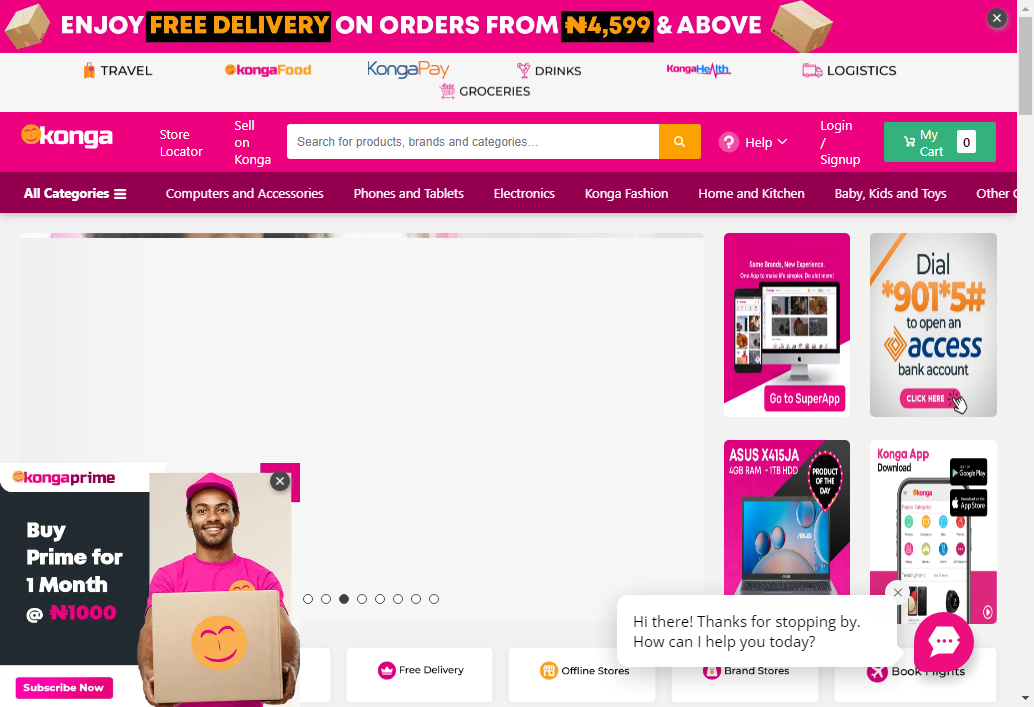 ENJOY FREE DELIVERY ON ORDERS FROM ₦4,599 & ABOVE
TRAVEL
kongaFood
KongaPay
DRINKS
KongaHealth
LOGISTICS
GROCERIES
konga
Store
Locator
Sell
on
Konga
Search for products, brands and categories...
Help
Login
/
Signup
My
Cart
0
All Categories
Computers and Accessories
Phones and Tablets
Electronics
Konga Fashion
Home and Kitchen
Baby, Kids and Toys
Other C
Same Brands, New Experience.
One App to make life simpler. Do alot more!
Go to SuperApp
Dial
*901*5#
to open an
access
bank account
CLICK HERE
ASUS X415JA
4GB RAM - 1TB HDD
PRODUCT
OF THE
DAY
Konga App
Download
Google Play
App Store
konga
kongaprime
Buy
Prime for
1 Month
@ ₦1000
Subscribe Now
Hi there! Thanks for stopping by.
How can I help you today?
Free Delivery
Offline Stores
Brand Stores
Book Flights